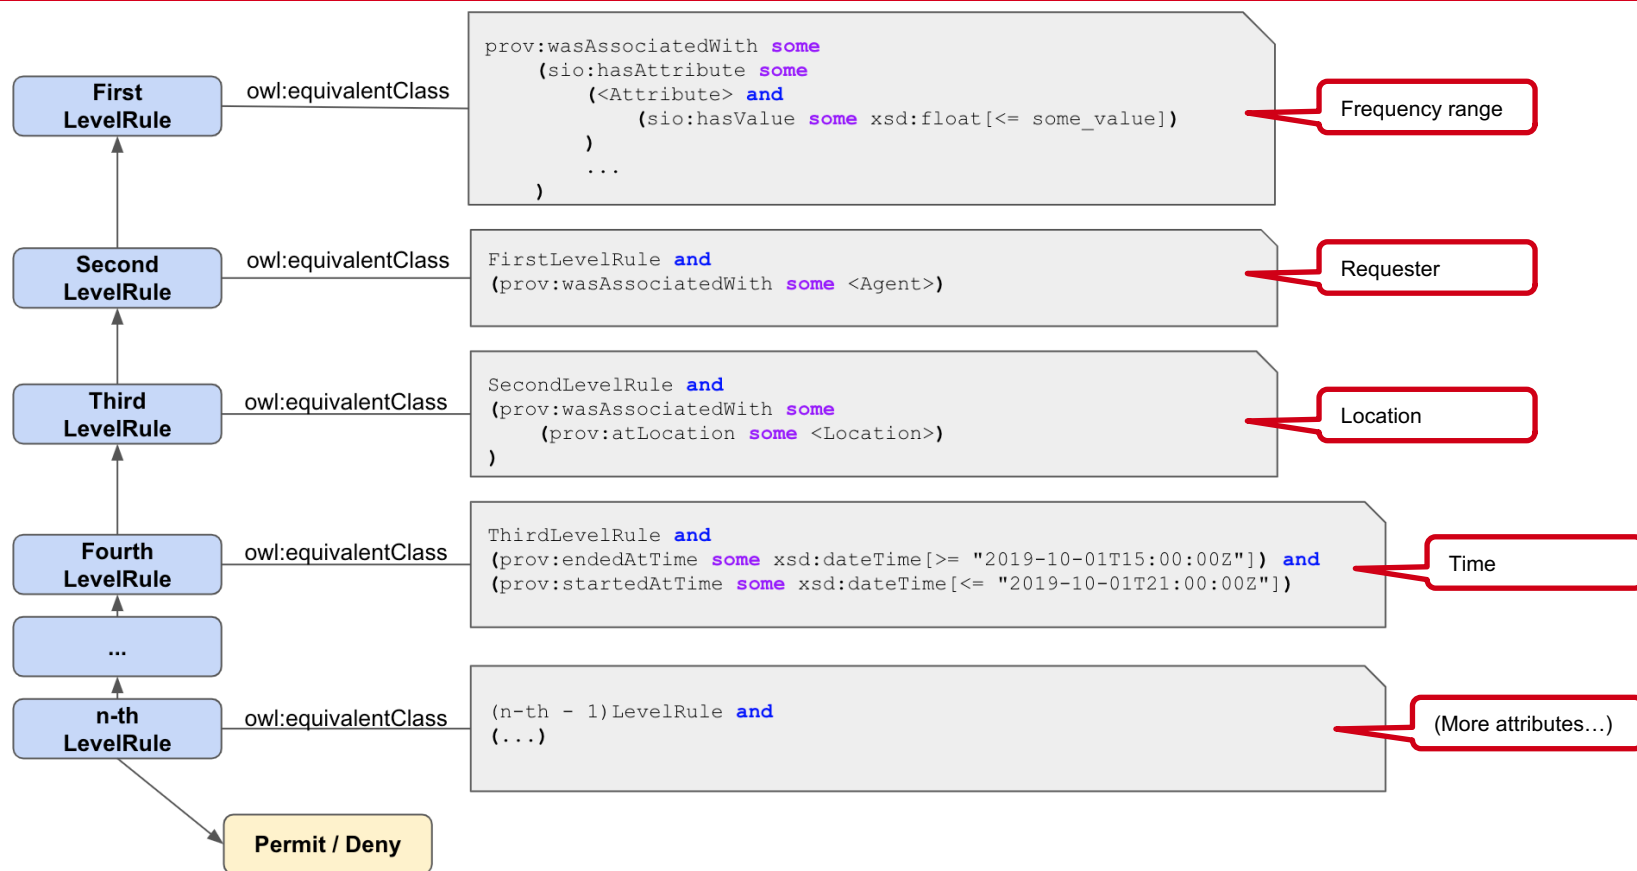 First
LevelRule
owl:equivalentClass
prov:wasAssociatedWith some
(sio:hasAttribute some
(<Attribute> and
(sio:hasValue some xsd:float[<= some_value])
)
...
)
Frequency range
Second
LevelRule
owl:equivalentClass
FirstLevelRule and
(prov:wasAssociatedWith some <Agent>)
Requester
Third
LevelRule
owl:equivalentClass
SecondLevelRule and
(prov:wasAssociatedWith some
(prov:atLocation some <Location>)
)
Location
Fourth
LevelRule
owl:equivalentClass
ThirdLevelRule and
(prov:endedAtTime some xsd:dateTime[>= "2019-10-01T15:00:00Z"]) and
(prov:startedAtTime some xsd:dateTime[<= "2019-10-01T21:00:00Z"])
Time
...
n-th
LevelRule
owl:equivalentClass
(n-th - 1)LevelRule and
(...)
(More attributes…)
Permit / Deny